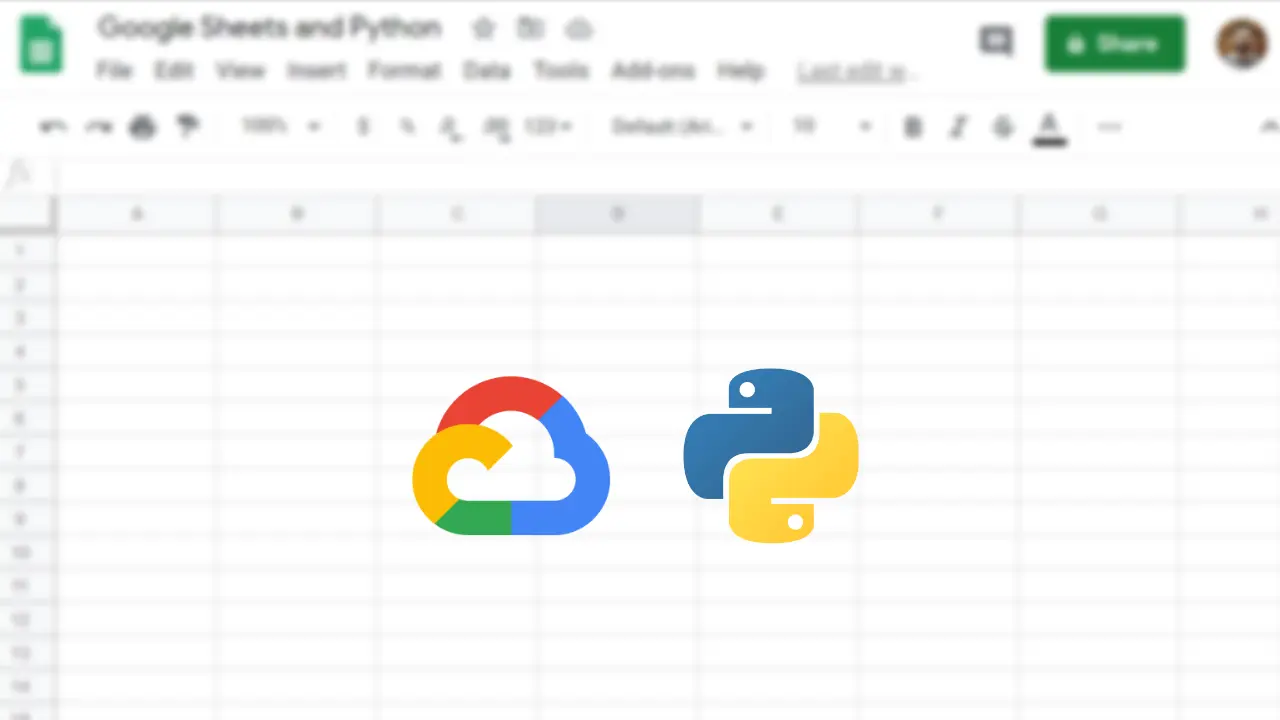 Google Sheets and Python
Share
File Edit View Insert Format Data Tools Add-ons Help Last edit w...
100% $ % .0 .00 123 Default (Ari... 10 B I S A
A B C D E F G H
1
2
3
4
5
6
7
8
9
10
11
12
13
14